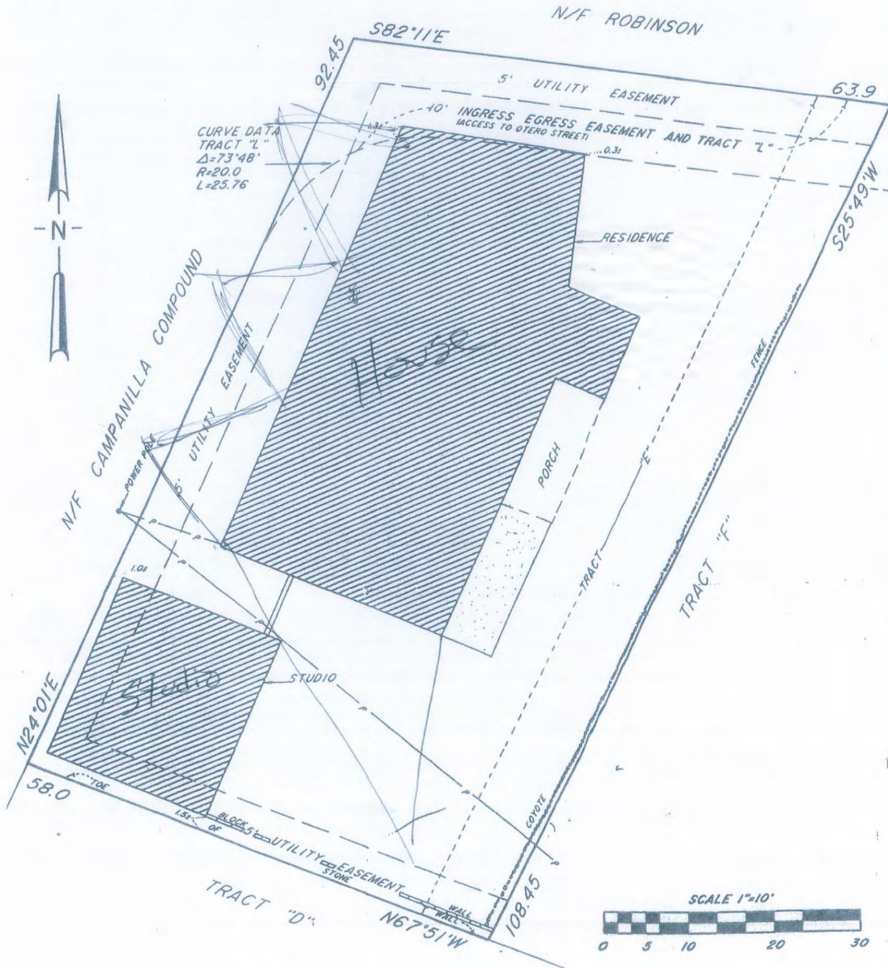 N/F ROBINSON
S82°11'E
92.45
63.9
5' UTILITY EASEMENT
10' INGRESS EGRESS EASEMENT AND TRACT "L"
(ACCESS TO OTERO STREET)
CURVE DATA
TRACT "L"
Δ=73°48'
R=20.0
L=25.76
1.3±
0.3±
S25°49'W
-N-
RESIDENCE
N/F CAMPANILLA COMPOUND
5' UTILITY EASEMENT
House
FENCE
PORCH
POWER POLE
P
P
P
P
P
P
P
P
TRACT "E"
TRACT "F"
1.0±
Studio
STUDIO
N24°01'E
58.0
TOE
OF
1.5±
BLOCK
5' UTILITY EASEMENT
STONE
WALL
WALL
COYOTE
108.45
TRACT "D"
N67°51'W
SCALE 1"=10'
0 5 10 20 30